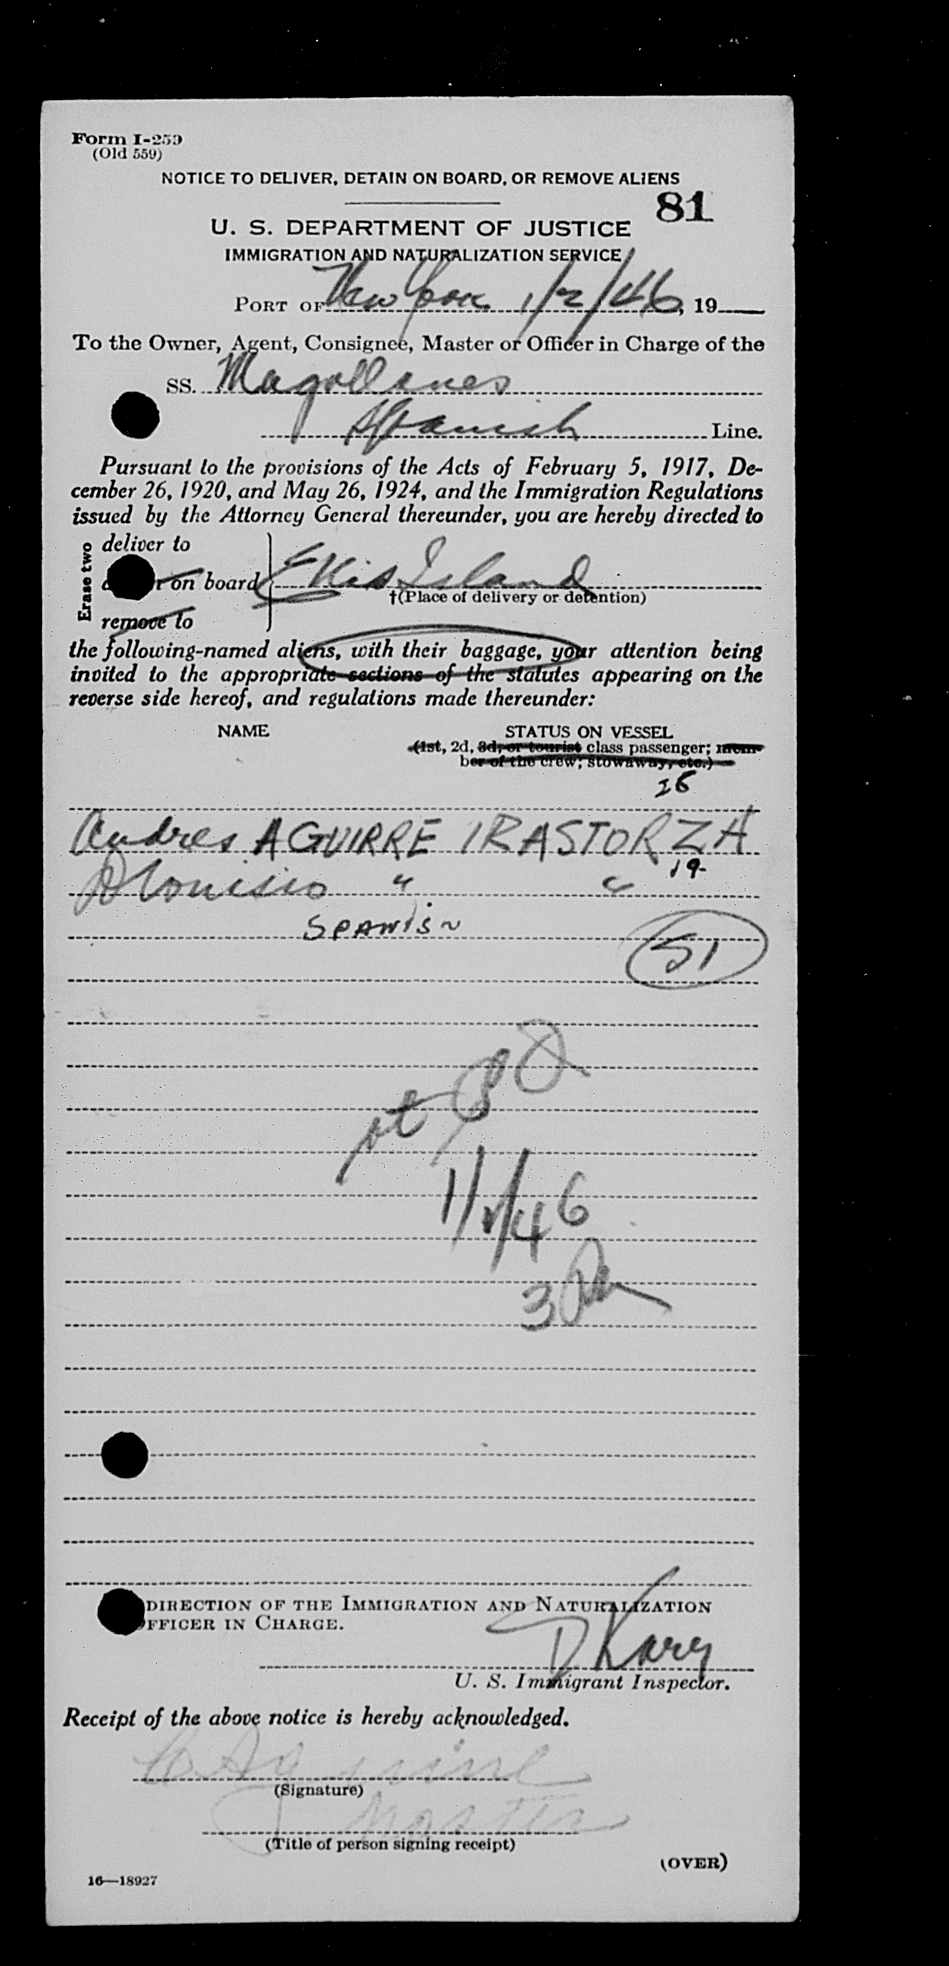 Form I-259
(Old 559)
NOTICE TO DELIVER, DETAIN ON BOARD, OR REMOVE ALIENS
81
U. S. DEPARTMENT OF JUSTICE
IMMIGRATION AND NATURALIZATION SERVICE
PORT OF New York 1/2/46, 19
To the Owner, Agent, Consignee, Master or Officer in Charge of the
SS. Magallanes
Spanish Line.
Pursuant to the provisions of the Acts of February 5, 1917, De-
cember 26, 1920, and May 26, 1924, and the Immigration Regulations
issued by the Attorney General thereunder, you are hereby directed to
Erase two
deliver to
on board Ellis Island
†(Place of delivery or detention)
remove to
the following-named aliens, with their baggage, your attention being
invited to the appropriate sections of the statutes appearing on the
reverse side hereof, and regulations made thereunder:
NAME STATUS ON VESSEL
(1st, 2d, 3d, or tourist class passenger; mem-
ber of the crew; stowaway, etc.)
26
Andres AGUIRRE IRASTORZA
19
Dionisio " "
SPANISH
51
at
46
3
DIRECTION OF THE IMMIGRATION AND NATURALIZATION
OFFICER IN CHARGE.
D Karg
U. S. Immigrant Inspector.
Receipt of the above notice is hereby acknowledged.
Aguirre
(Signature)
Master
(Title of person signing receipt)
(OVER)
16—18927